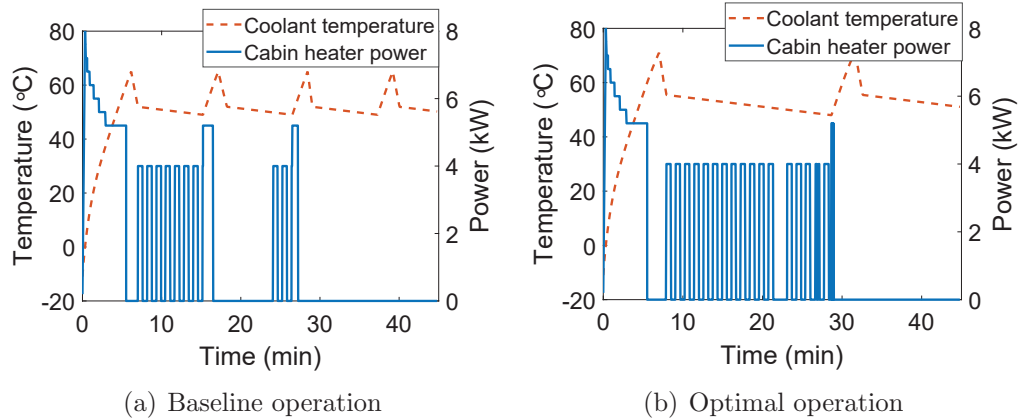 Coolant temperature
Cabin heater power
80
60
40
20
0
-20
Temperature (°C)
8
6
4
2
0
Power (kW)
0
10
20
30
40
Time (min)
(a) Baseline operation
Coolant temperature
Cabin heater power
80
60
40
20
0
-20
Temperature (°C)
8
6
4
2
0
Power (kW)
0
10
20
30
40
Time (min)
(b) Optimal operation